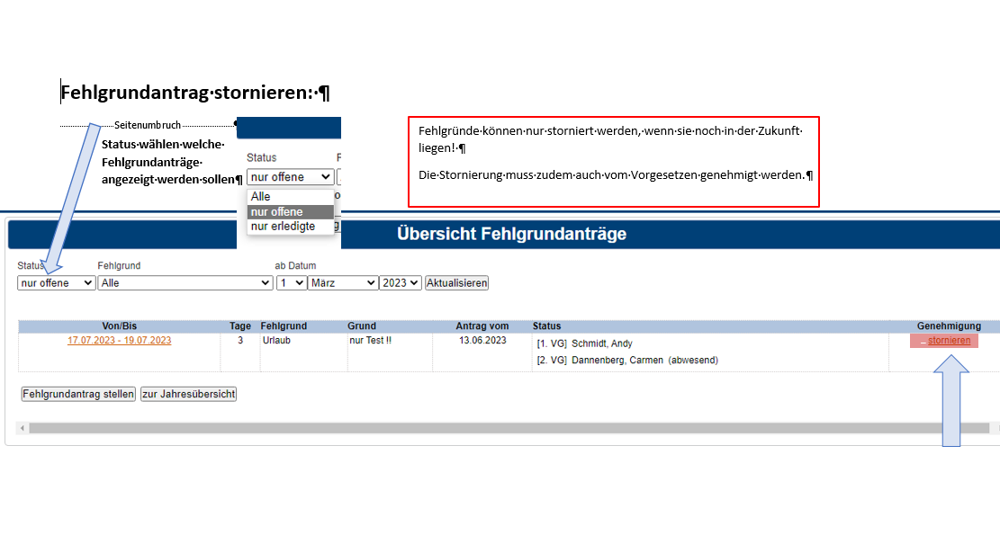 Fehlgrundantrag·stornieren:·¶
Seitenumbruch
Status·wählen·welche·
Fehlgrundanträge·
angezeigt·werden·sollen¶
Status F
nur offene
Alle
nur offene
nur erledigte
Fehlgründe·können·nur·storniert·werden,·wenn·sie·noch·in·der·Zukunft·
liegen!·¶
Die·Stornierung·muss·zudem·auch·vom·Vorgesetzen·genehmigt·werden.¶
Übersicht Fehlgrundanträge
Status Fehlgrund ab Datum
nur offene Alle 1 März 2023 Aktualisieren
Von/Bis Tage Fehlgrund Grund Antrag vom Status Genehmigung
17.07.2023 - 19.07.2023 3 Urlaub nur Test !! 13.06.2023 [1. VG] Schmidt, Andy ... stornieren
[2. VG] Dannenberg, Carmen (abwesend)
Fehlgrundantrag stellen zur Jahresübersicht